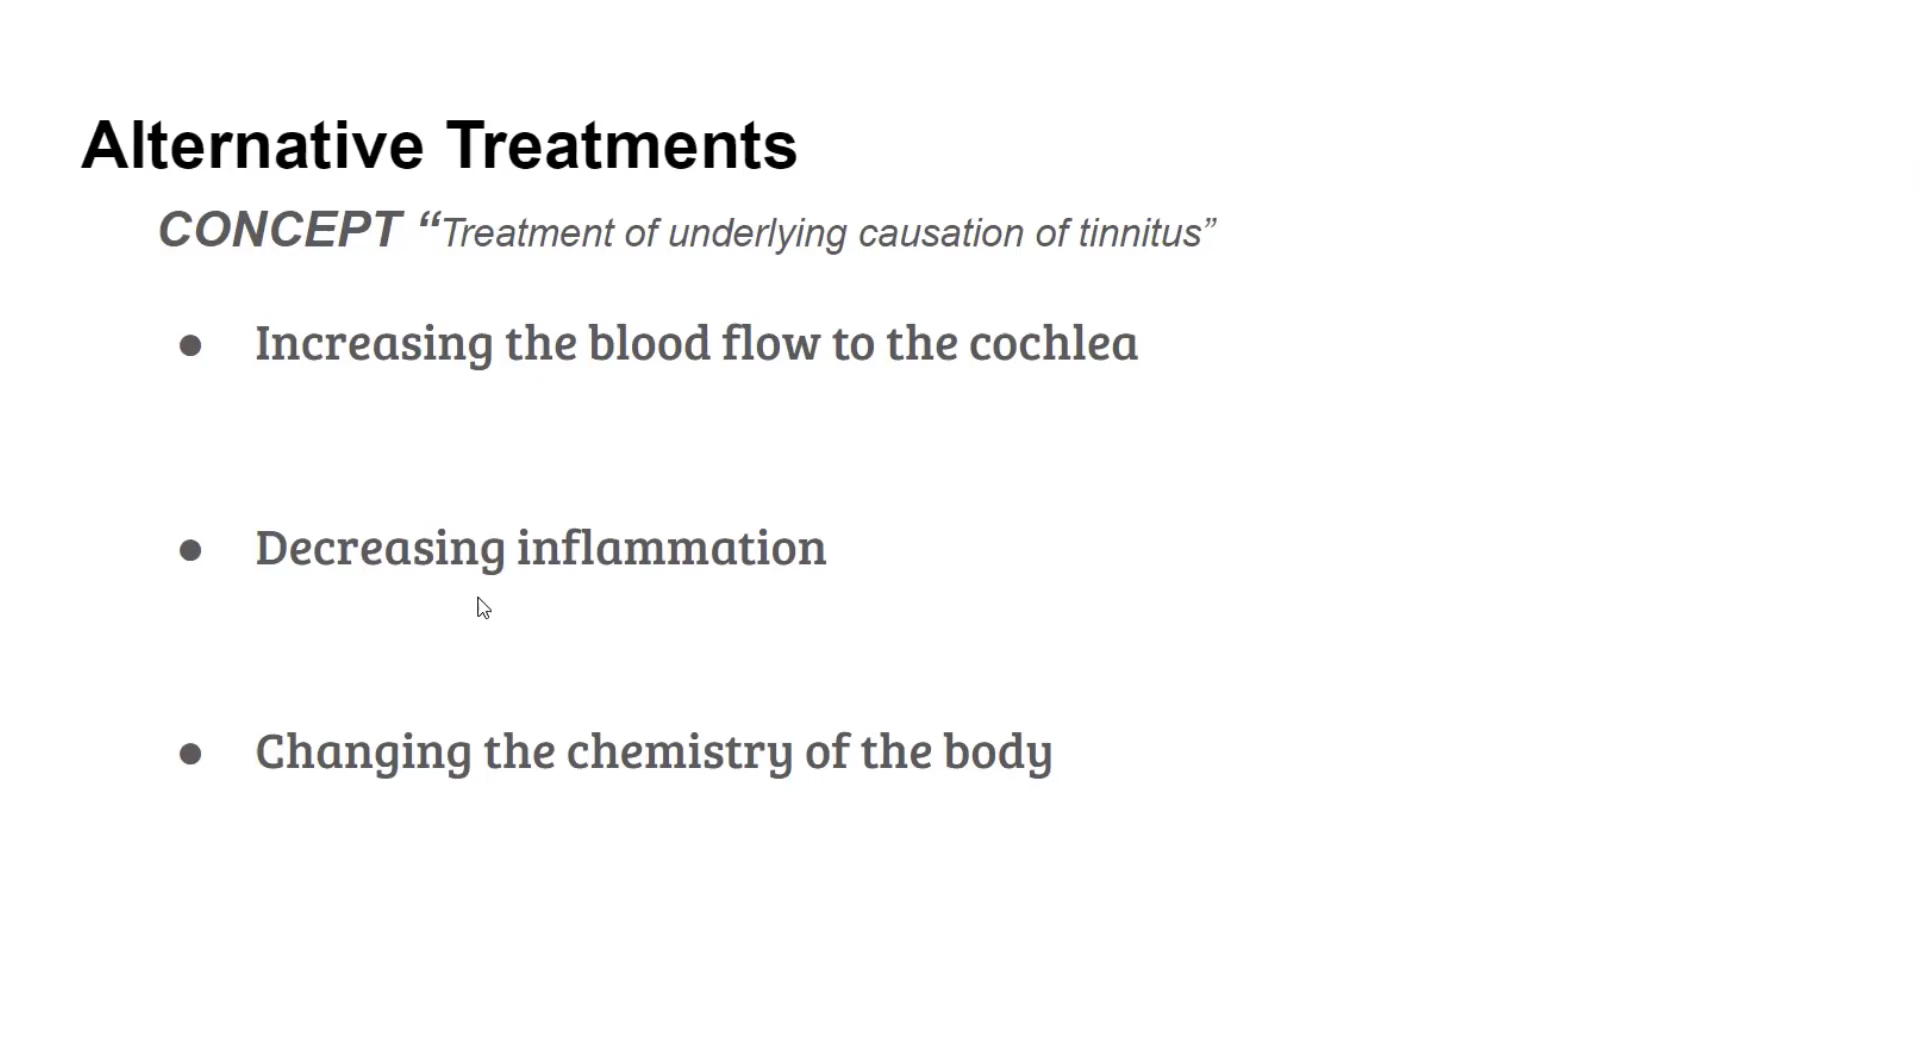 Alternative Treatments
CONCEPT “Treatment of underlying causation of tinnitus”
● Increasing the blood flow to the cochlea
● Decreasing inflammation
● Changing the chemistry of the body